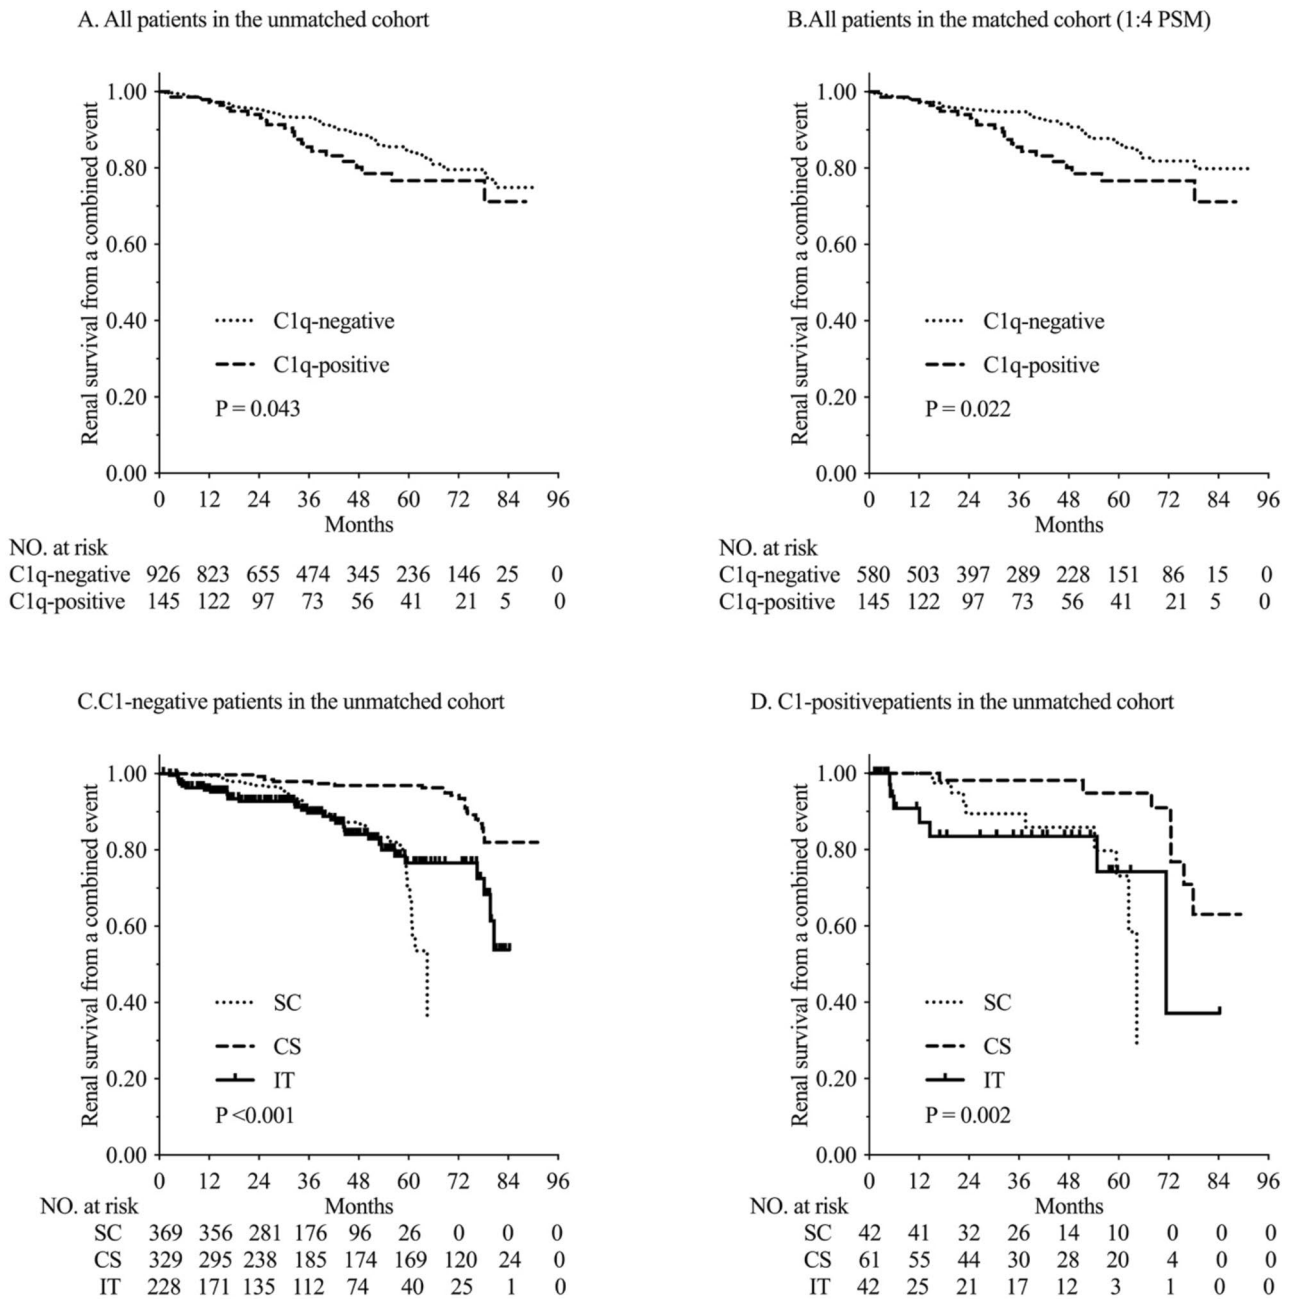 A. All patients in the unmatched cohort
Renal survival from a combined event
1.00
0.80
0.60
0.40
0.20
0.00
C1q-negative
C1q-positive
P = 0.043
0 12 24 36 48 60 72 84 96
Months
NO. at risk
C1q-negative 926 823 655 474 345 236 146 25 0
C1q-positive 145 122 97 73 56 41 21 5 0
B.All patients in the matched cohort (1:4 PSM)
Renal survival from a combined event
1.00
0.80
0.60
0.40
0.20
0.00
C1q-negative
C1q-positive
P = 0.022
0 12 24 36 48 60 72 84 96
Months
NO. at risk
C1q-negative 580 503 397 289 228 151 86 15 0
C1q-positive 145 122 97 73 56 41 21 5 0
C.C1-negative patients in the unmatched cohort
Renal survival from a combined event
1.00
0.80
0.60
0.40
0.20
0.00
SC
CS
IT
P <0.001
0 12 24 36 48 60 72 84 96
NO. at risk Months
SC 369 356 281 176 96 26 0 0 0
CS 329 295 238 185 174 169 120 24 0
IT 228 171 135 112 74 40 25 1 0
D. C1-positivepatients in the unmatched cohort
Renal survival from a combined event
1.00
0.80
0.60
0.40
0.20
0.00
SC
CS
IT
P = 0.002
0 12 24 36 48 60 72 84 96
NO. at risk Months
SC 42 41 32 26 14 10 0 0 0
CS 61 55 44 30 28 20 4 0 0
IT 42 25 21 17 12 3 1 0 0